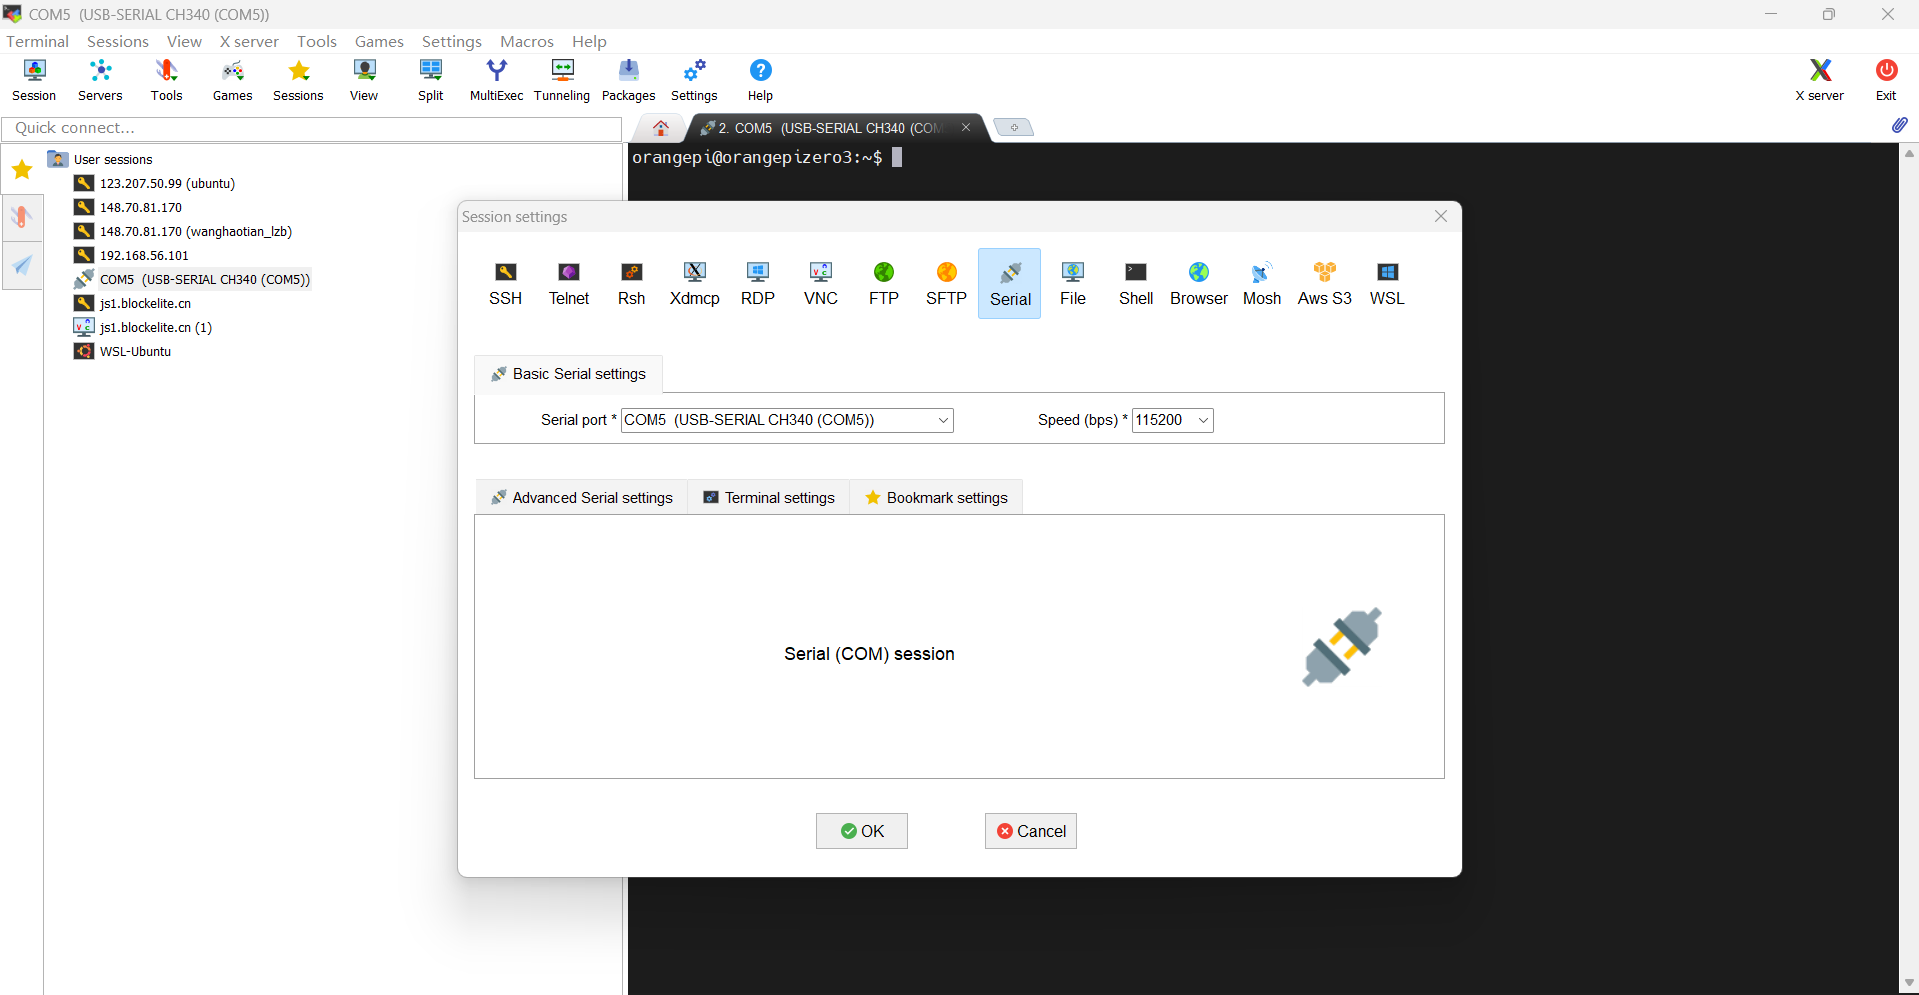 COM5  (USB-SERIAL CH340 (COM5))
Terminal Sessions View X server Tools Games Settings Macros Help
Session Servers Tools Games Sessions View Split MultiExec Tunneling Packages Settings Help X server Exit
Quick connect...
2. COM5  (USB-SERIAL CH340 (COM
orangepi@orangepizero3:~$
User sessions
123.207.50.99 (ubuntu)
148.70.81.170
148.70.81.170 (wanghaotian_lzb)
192.168.56.101
COM5  (USB-SERIAL CH340 (COM5))
js1.blockelite.cn
js1.blockelite.cn (1)
WSL-Ubuntu
Session settings
SSH Telnet Rsh Xdmcp RDP VNC FTP SFTP Serial File Shell Browser Mosh Aws S3 WSL
Basic Serial settings
Serial port * COM5  (USB-SERIAL CH340 (COM5)) Speed (bps) * 115200
Advanced Serial settings Terminal settings Bookmark settings
Serial (COM) session
OK Cancel